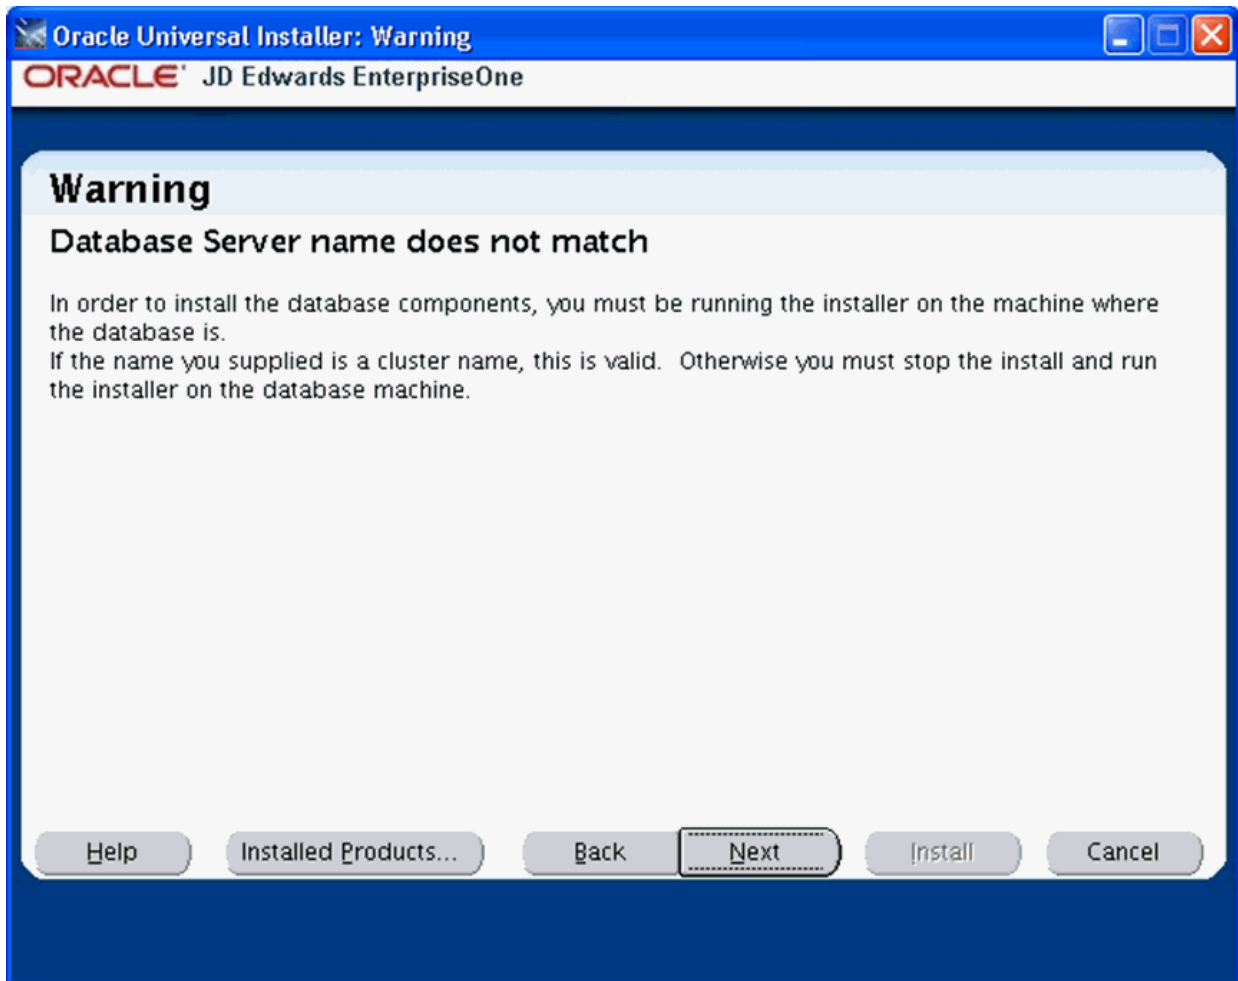 Oracle Universal Installer: Warning
ORACLE JD Edwards EnterpriseOne
Warning
Database Server name does not match
In order to install the database components, you must be running the installer on the machine where
the database is.
If the name you supplied is a cluster name, this is valid.  Otherwise you must stop the install and run
the installer on the database machine.
Help Installed Products... Back Next Install Cancel